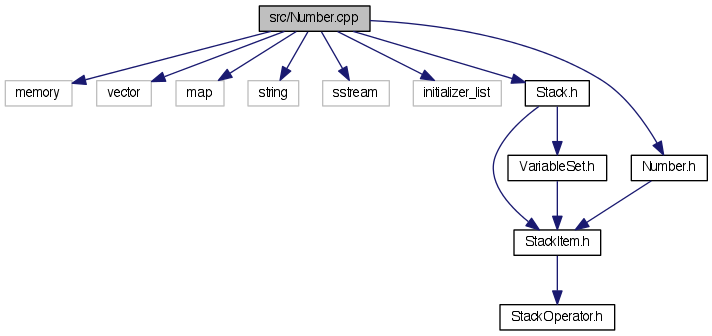 src/Number.cpp
memory
vector
map
string
sstream
initializer_list
Stack.h
VariableSet.h
Number.h
StackItem.h
StackOperator.h